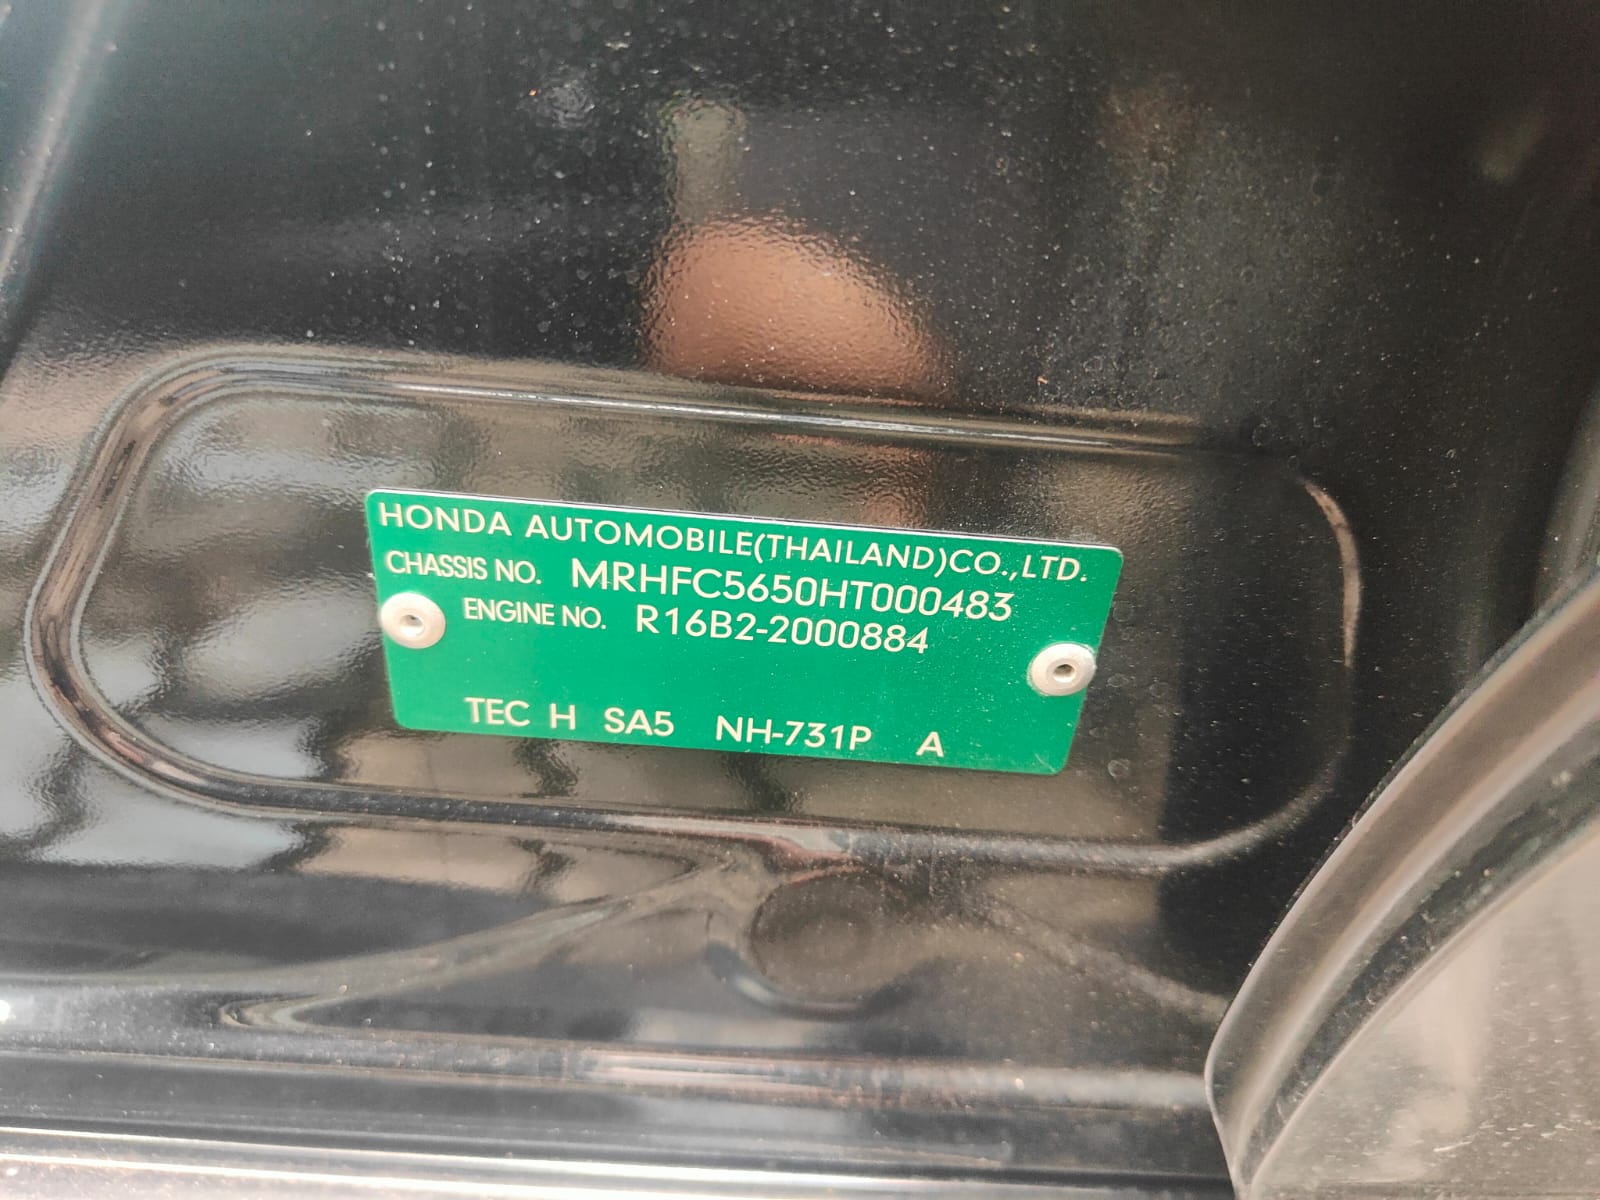 HONDA AUTOMOBILE(THAILAND)CO.,LTD.
CHASSIS NO. MRHFC5650HT000483
ENGINE NO. R16B2-2000884
TEC H SA5 NH-731P A